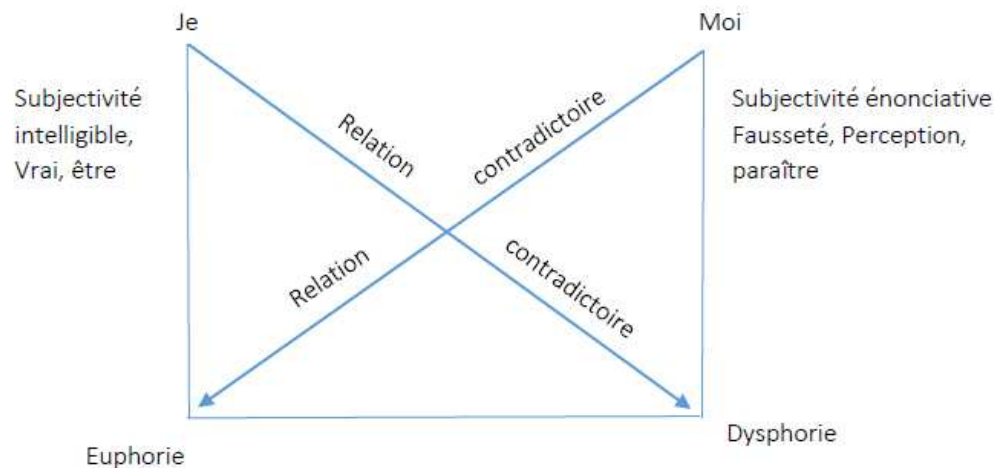 Je
Moi
Subjectivité
intelligible,
Vrai, être
Subjectivité énonciative
Fausseté, Perception,
paraître
Relation
contradictoire
Relation
contradictoire
Euphorie
Dysphorie